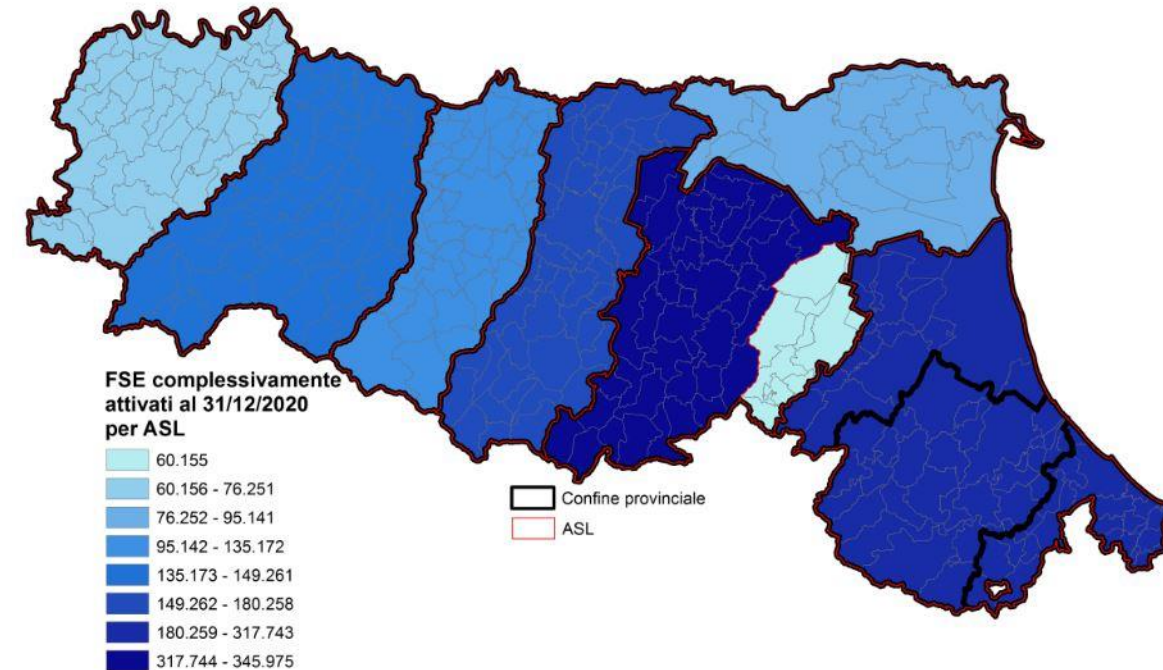 FSE complessivamente
attivati al 31/12/2020
per ASL
60.155
60.156 - 76.251
76.252 - 95.141
95.142 - 135.172
135.173 - 149.261
149.262 - 180.258
180.259 - 317.743
317.744 - 345.975
Confine provinciale
ASL